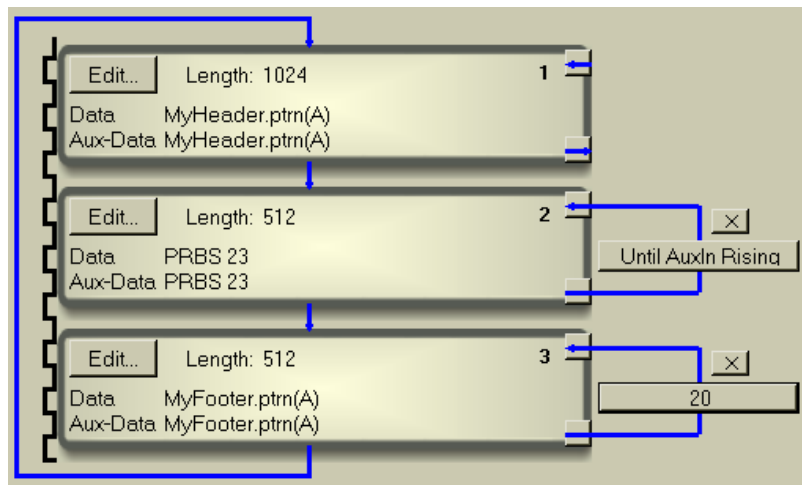 Edit... Length: 1024 1
Data MyHeader.ptrn(A)
Aux-Data MyHeader.ptrn(A)
Edit... Length: 512 2
Data PRBS 23
Aux-Data PRBS 23
X
Until AuxIn Rising
Edit... Length: 512 3
Data MyFooter.ptrn(A)
Aux-Data MyFooter.ptrn(A)
X
20